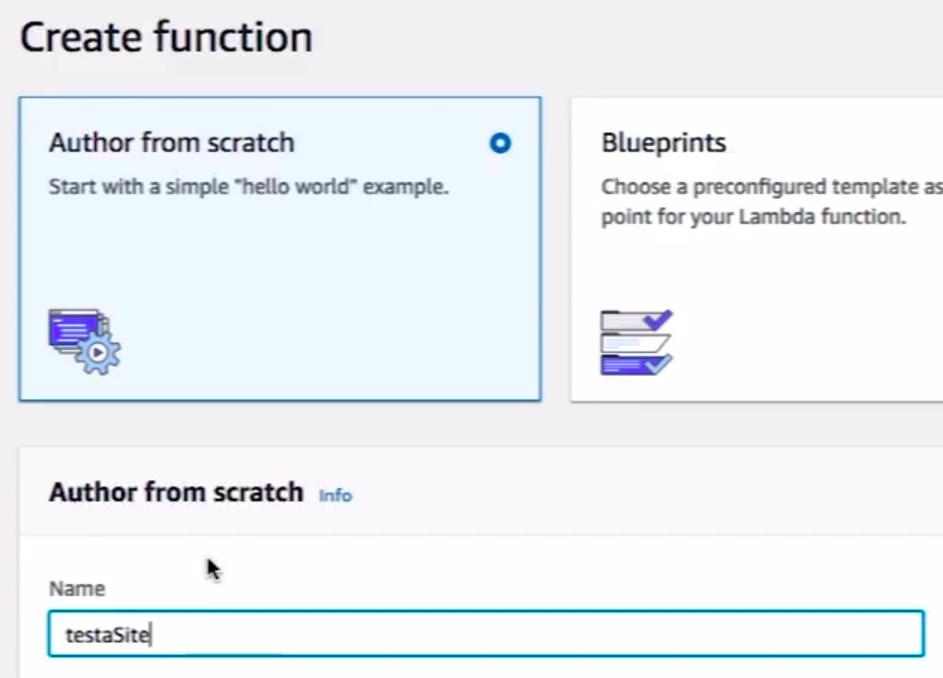 Create function
Author from scratch
Start with a simple "hello world" example.
Blueprints
Choose a preconfigured template as
point for your Lambda function.
Author from scratch Info
Name
testaSite